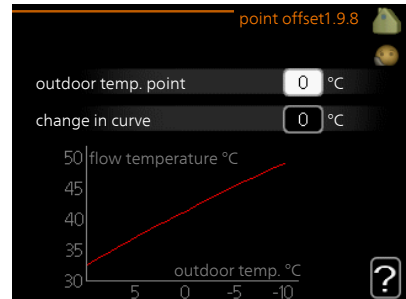 point offset1.9.8
outdoor temp. point 0 °C
change in curve 0 °C
50 flow temperature °C
45
40
35
30
outdoor temp. °C
5 0 -5 -10
?